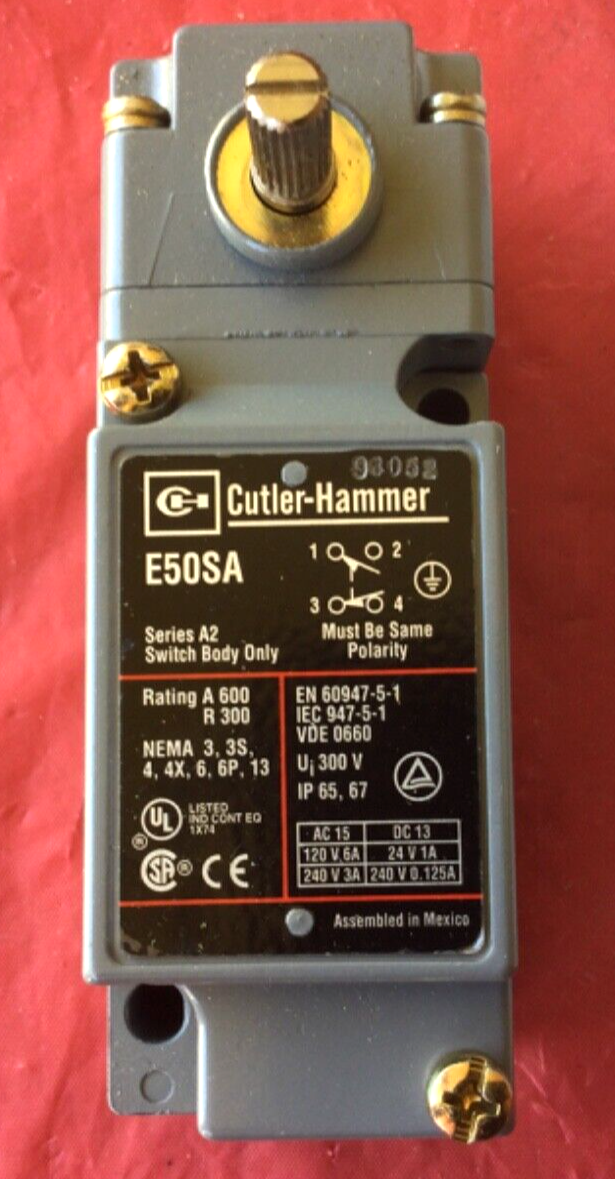 93052
Cutler-Hammer
E50SA
1 2
3 4
Series A2
Switch Body Only
Must Be Same
Polarity
Rating A 600
R 300
NEMA 3, 3S,
4, 4X, 6, 6P, 13
UL ®
LISTED
IND CONT EQ
1X74
SA ® CE
EN 60947-5-1
IEC 947-5-1
VDE 0660
Ui 300 V
IP 65, 67
AC 15 DC 13
120 V 6A 24 V 1A
240 V 3A 240 V 0.125A
Assembled in Mexico